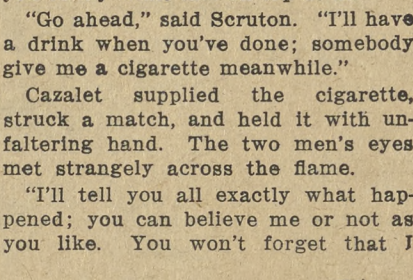 "Go ahead," said Scruton. "I'll have
a drink when you've done; somebody
give me a cigarette meanwhile."
Cazalet supplied the cigarette,
struck a match, and held it with un-
faltering hand. The two men's eyes
met strangely across the flame.
"I'll tell you all exactly what hap-
pened; you can believe me or not as
you like. You won't forget that I